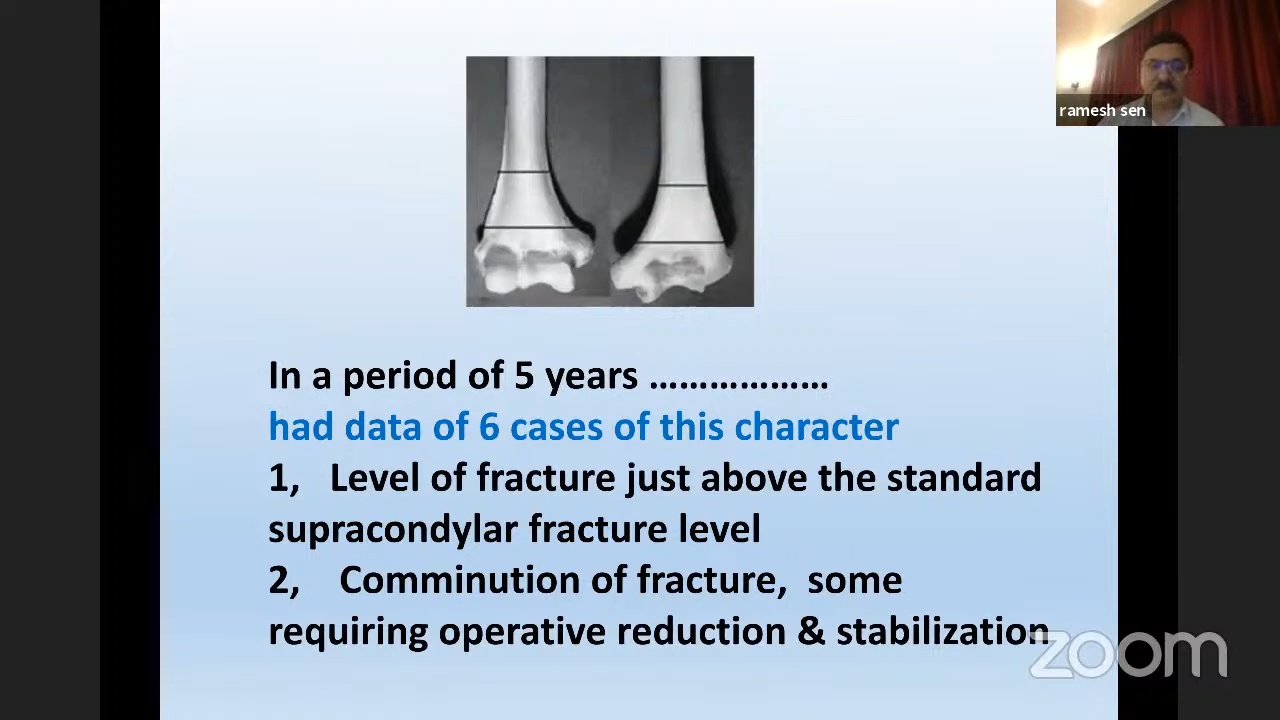 ramesh sen
In a period of 5 years ..................
had data of 6 cases of this character
1, Level of fracture just above the standard
supracondylar fracture level
2, Comminution of fracture, some
requiring operative reduction & stabilization
zoom